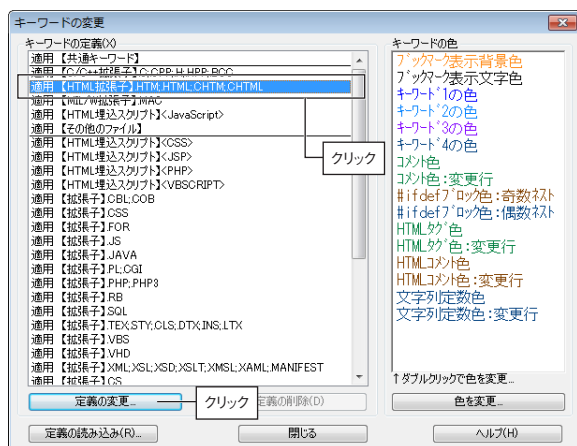 キーワードの変更
キーワードの定義(X)
適用 【共通キーワード】
適用 【C/C++拡張子】.C;.CPP;.H;.HPP;.BCC
適用 【HTML拡張子】.HTM;.HTML;.CHTM;.CHTML
適用 【MIL/W拡張子】.MAC
適用 【HTML埋込スクリプト】<JavaScript>
適用 【その他のファイル】
適用 【HTML埋込スクリプト】<CSS>
適用 【HTML埋込スクリプト】<JSP>
適用 【HTML埋込スクリプト】<PHP>
適用 【HTML埋込スクリプト】<VBSCRIPT>
適用 【拡張子】.CBL;.COB
適用 【拡張子】.CSS
適用 【拡張子】.FOR
適用 【拡張子】.JS
適用 【拡張子】.JAVA
適用 【拡張子】.PL;.CGI
適用 【拡張子】.PHP;.PHP3
適用 【拡張子】.RB
適用 【拡張子】.SQL
適用 【拡張子】.TEX;.STY;.CLS;.DTX;.INS;.LTX
適用 【拡張子】.VBS
適用 【拡張子】.VHD
適用 【拡張子】.XML;.XSL;.XSD;.XSLT;.XMSL;.XAML;.MANIFEST
適用 【拡張子】.CS
クリック
定義の変更...
クリック
定義の削除(D)
キーワードの色
ブックマーク表示背景色
ブックマーク表示文字色
キーワード1の色
キーワード2の色
キーワード3の色
キーワード4の色
コメント色
コメント色:変更行
#ifdefブロック色:奇数ネスト
#ifdefブロック色:偶数ネスト
HTMLタグ色
HTMLタグ色:変更行
HTMLコメント色
HTMLコメント色:変更行
文字列定数色
文字列定数色:変更行
↑ダブルクリックで色を変更...
色を変更...
定義の読み込み(R)...
閉じる
ヘルプ(H)